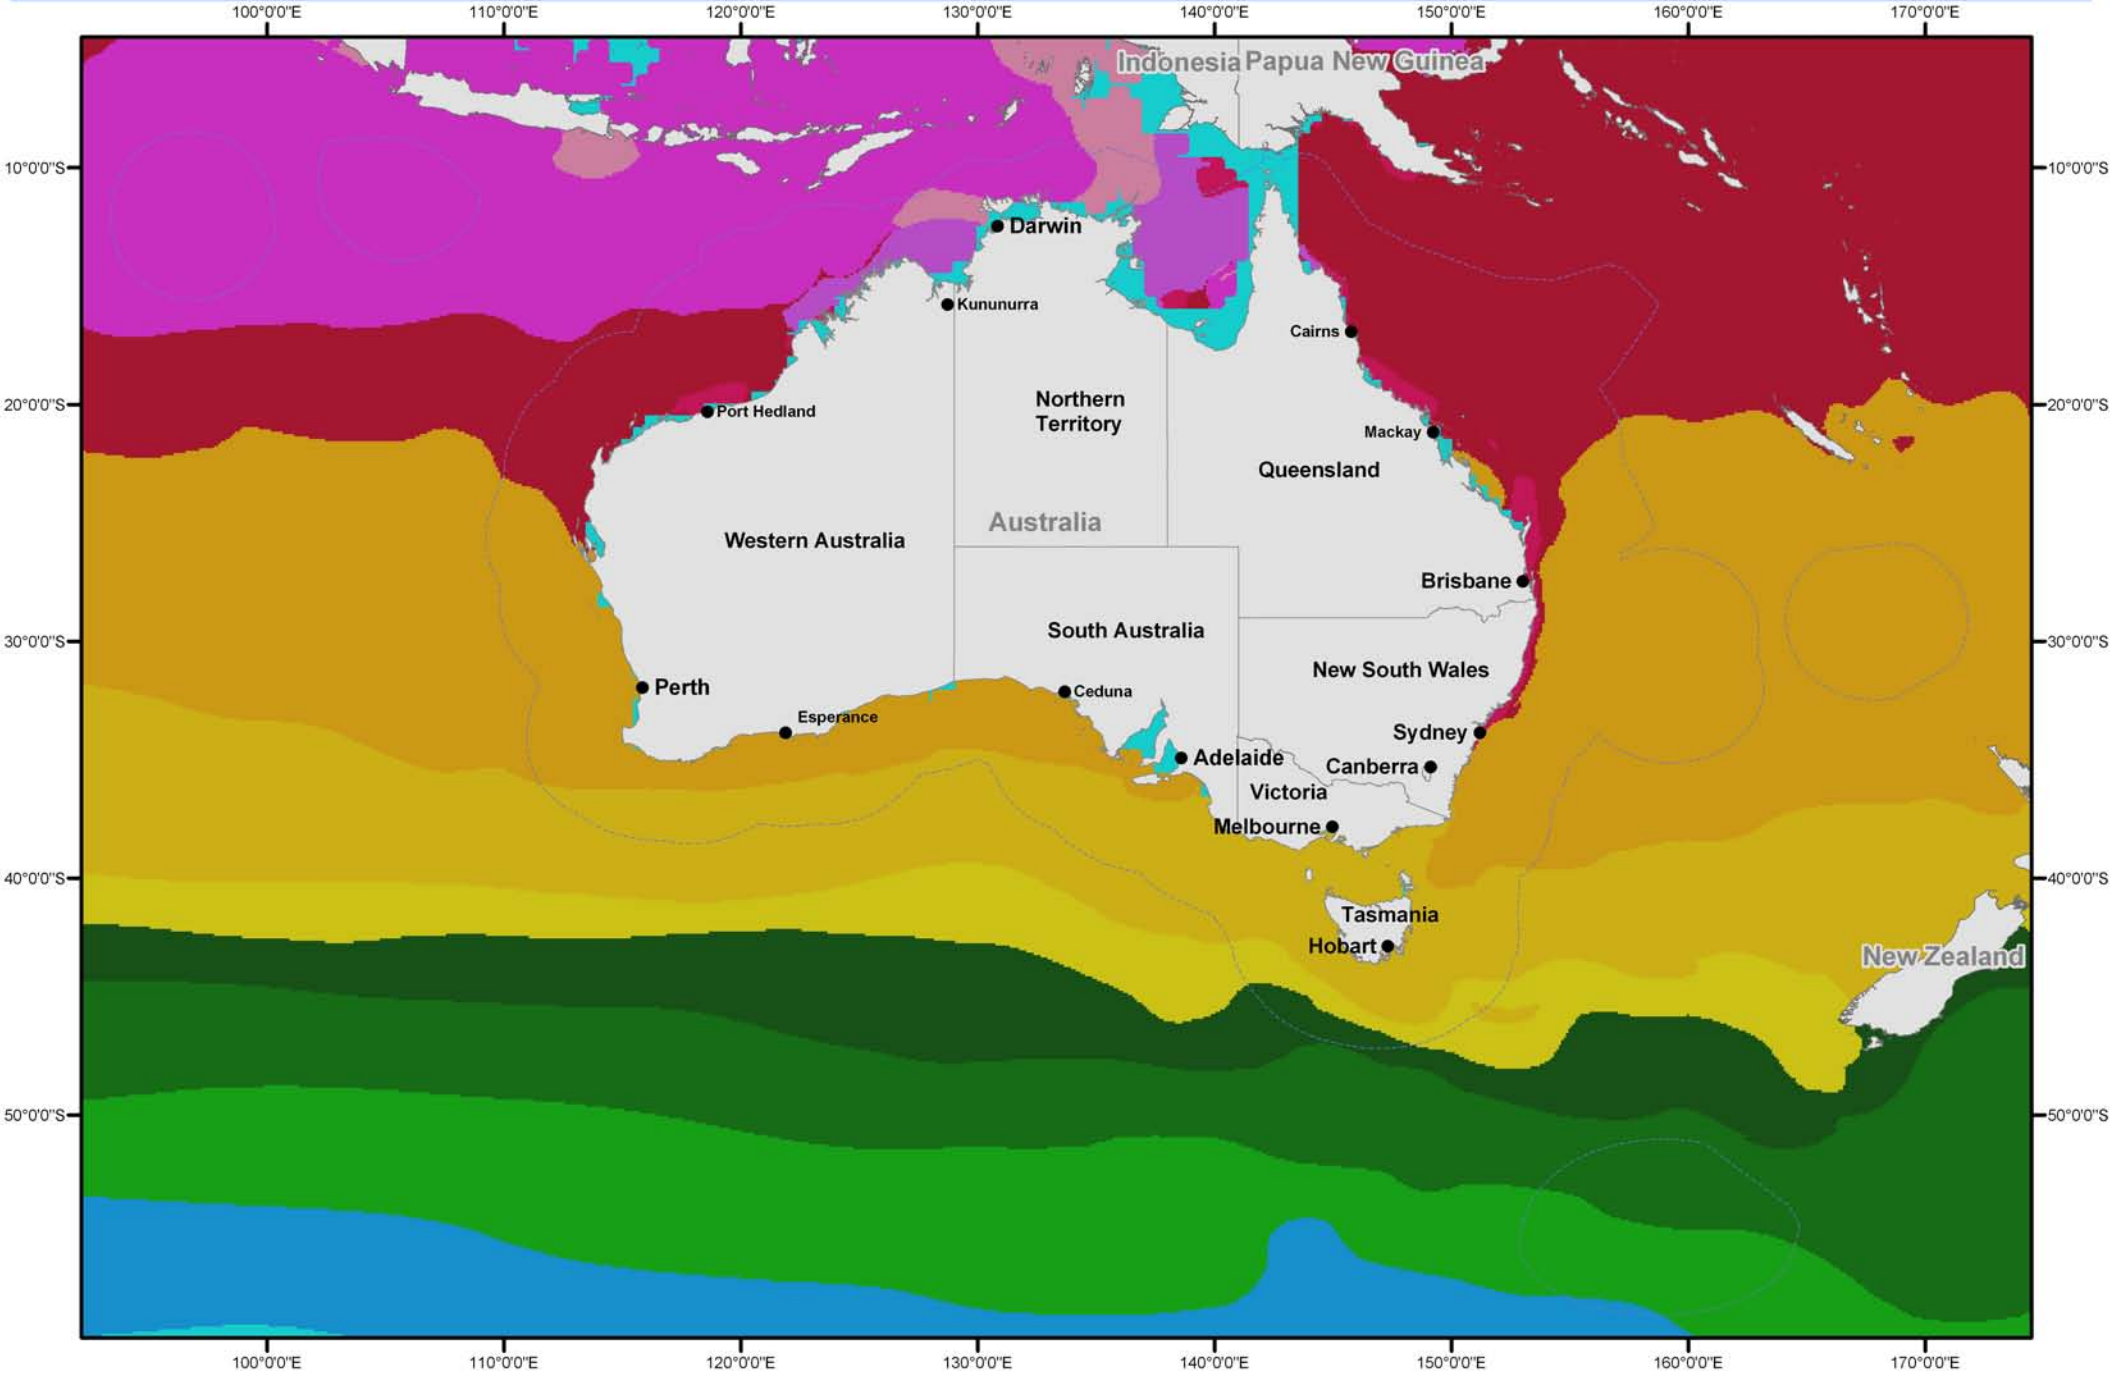 100°0'0"E 110°0'0"E 120°0'0"E 130°0'0"E 140°0'0"E 150°0'0"E 160°0'0"E 170°0'0"E
Indonesia Papua New Guinea
10°0'0"S 10°0'0"S
Darwin
Kununurra
Cairns
Northern
Territory
20°0'0"S 20°0'0"S
Port Hedland
Mackay
Queensland
Australia
Western Australia
Brisbane
South Australia
30°0'0"S 30°0'0"S
New South Wales
Perth
Ceduna
Esperance
Sydney
Adelaide
Canberra
Victoria
Melbourne
40°0'0"S 40°0'0"S
Tasmania
Hobart
New Zealand
50°0'0"S 50°0'0"S
100°0'0"E 110°0'0"E 120°0'0"E 130°0'0"E 140°0'0"E 150°0'0"E 160°0'0"E 170°0'0"E